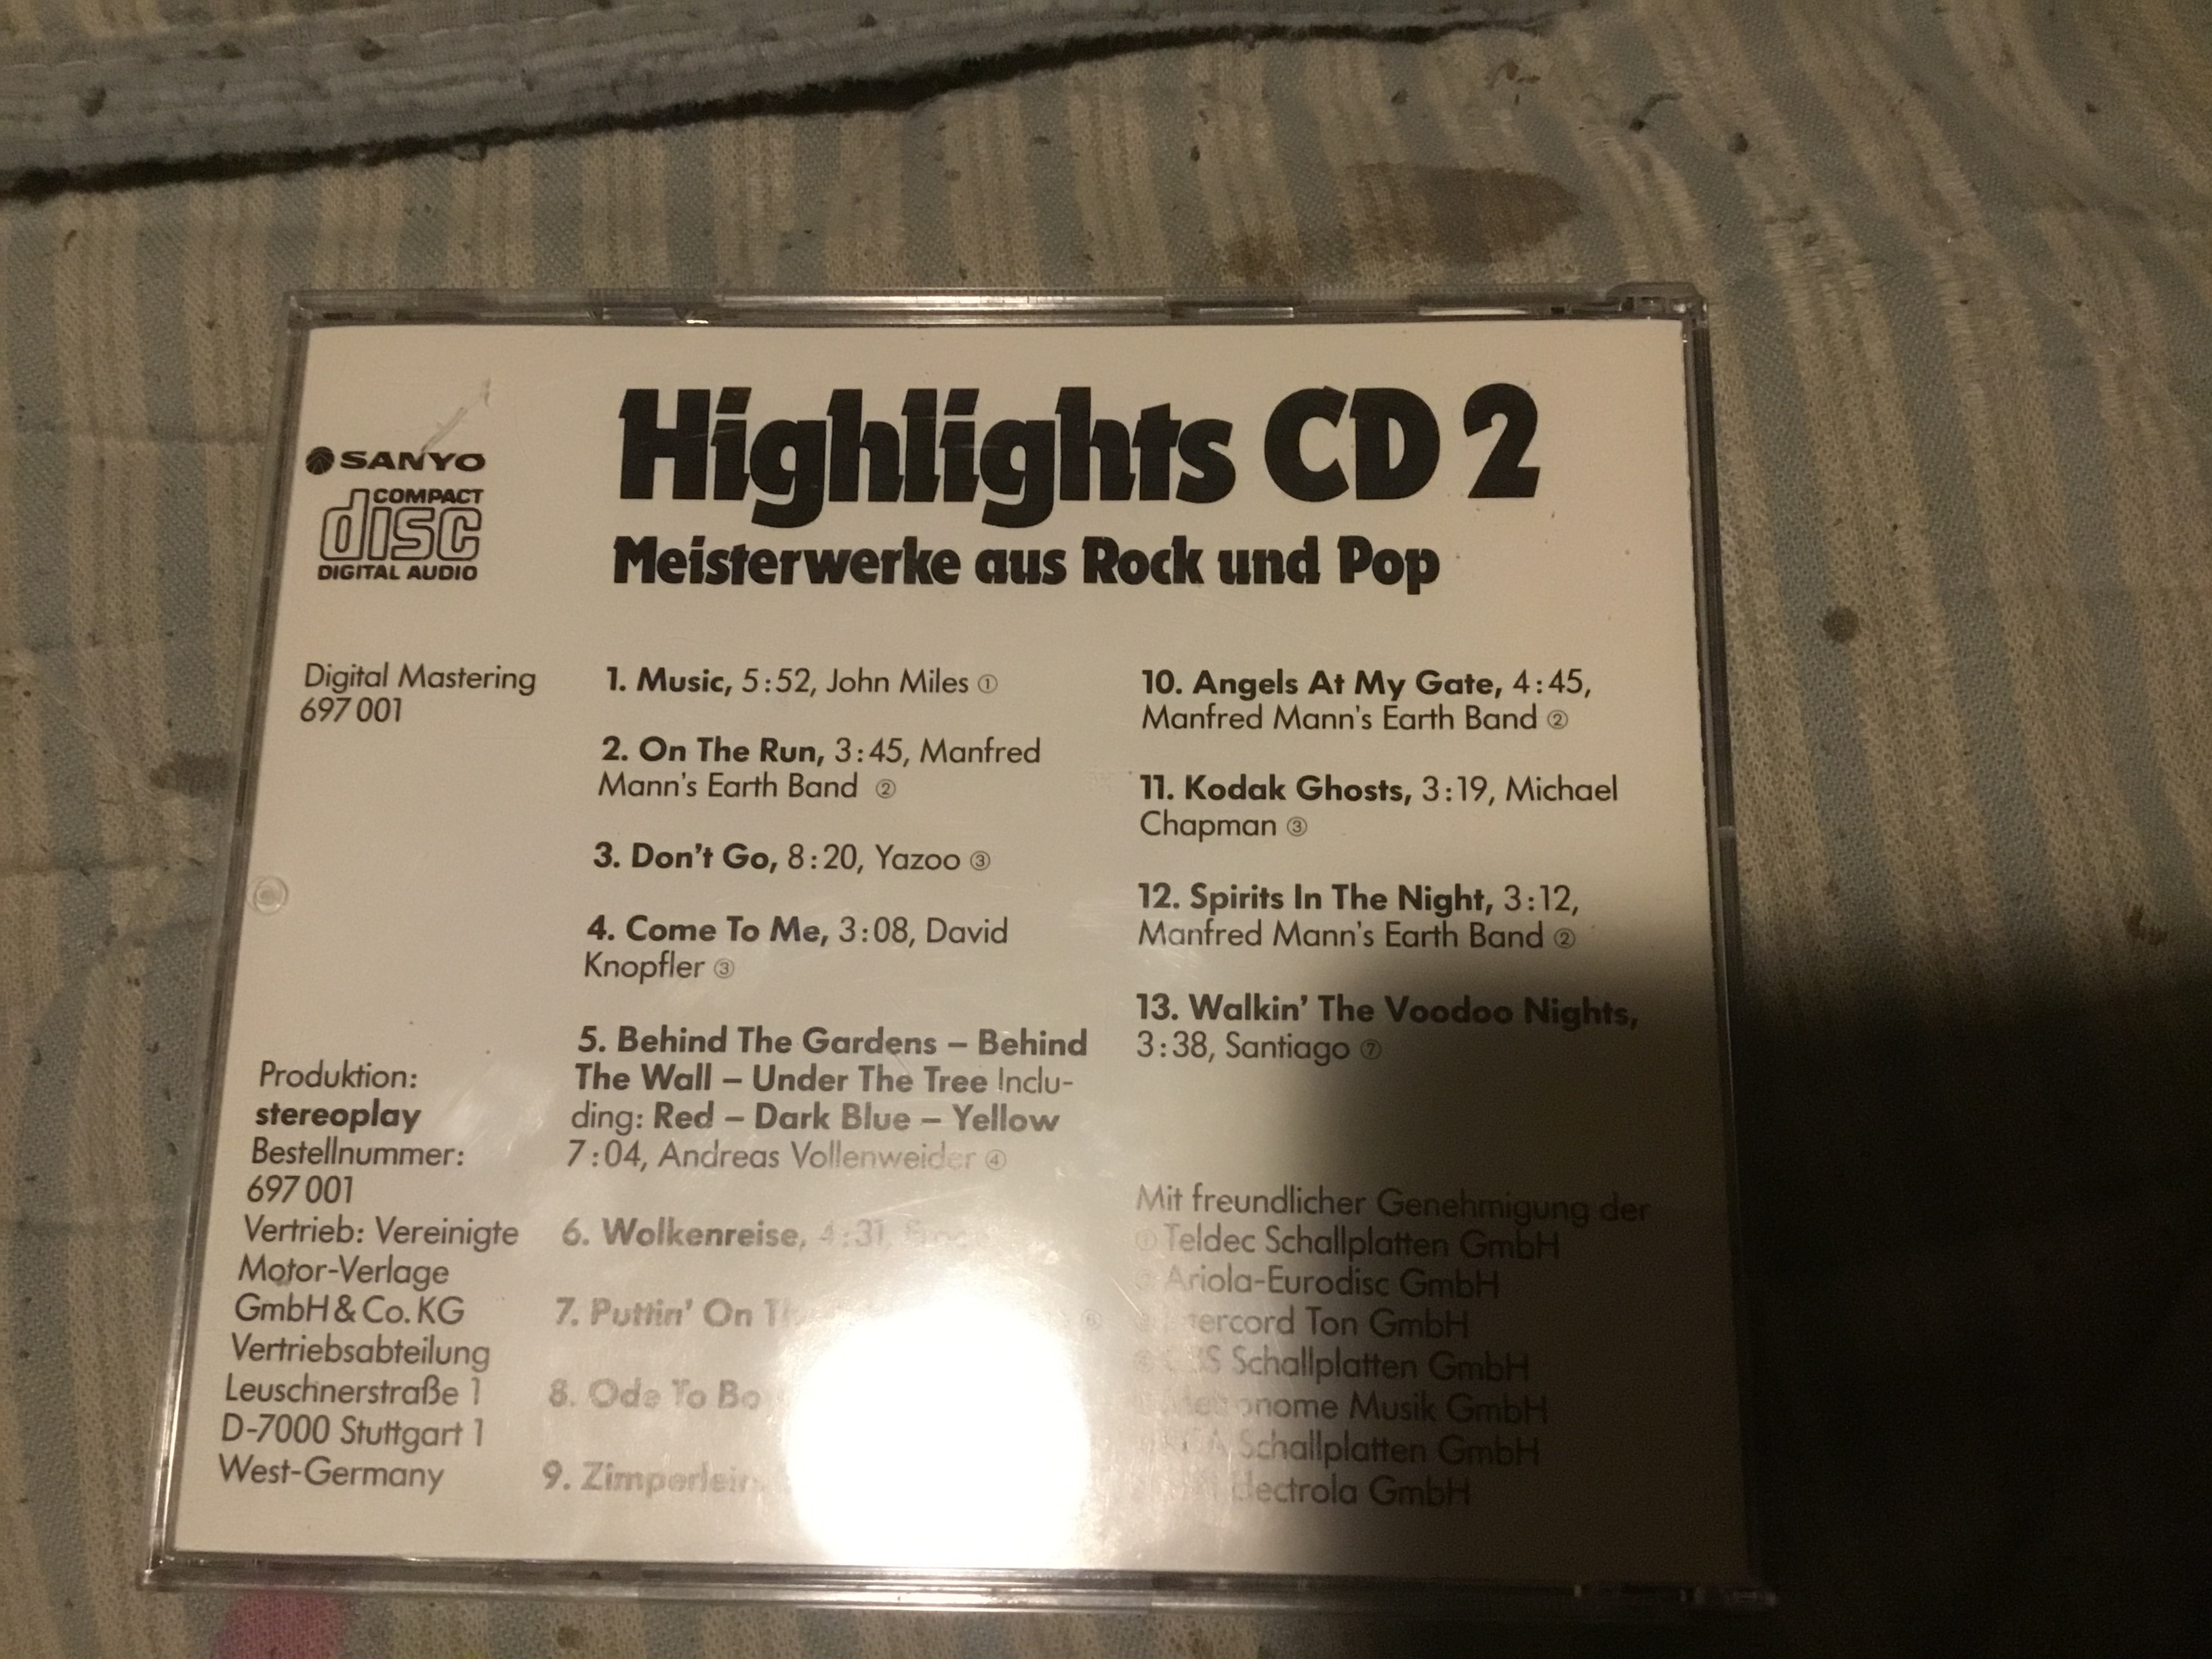 Highlights CD 2
Meisterwerke aus Rock und Pop
SANYO
COMPACT
disc
DIGITAL AUDIO
Digital Mastering
697 001
Produktion:
stereoplay
Bestellnummer:
697 001
Vertrieb: Vereinigte
Motor-Verlage
GmbH & Co. KG
Vertriebsabteilung
Leuschnerstraße 1
D-7000 Stuttgart 1
West-Germany
1. Music, 5:52, John Miles ①
2. On The Run, 3:45, Manfred
Mann's Earth Band ②
3. Don't Go, 8:20, Yazoo ③
4. Come To Me, 3:08, David
Knopfler ③
5. Behind The Gardens – Behind
The Wall – Under The Tree Inclu-
ding: Red – Dark Blue – Yellow
7:04, Andreas Vollenweider ④
6. Wolkenreise, 4:31,
7. Puttin' On
8. Ode To
9.
10. Angels At My Gate, 4:45,
Manfred Mann's Earth Band ②
11. Kodak Ghosts, 3:19, Michael
Chapman ③
12. Spirits In The Night, 3:12,
Manfred Mann's Earth Band ②
13. Walkin' The Voodoo Nights,
3:38, Santiago ⑦
Mit freundlicher Genehmigung der
① Teldec Schallplatten GmbH
Ariola-Eurodisc GmbH
Ton GmbH
Schallplatten GmbH
Musik GmbH
Schallplatten GmbH
GmbH